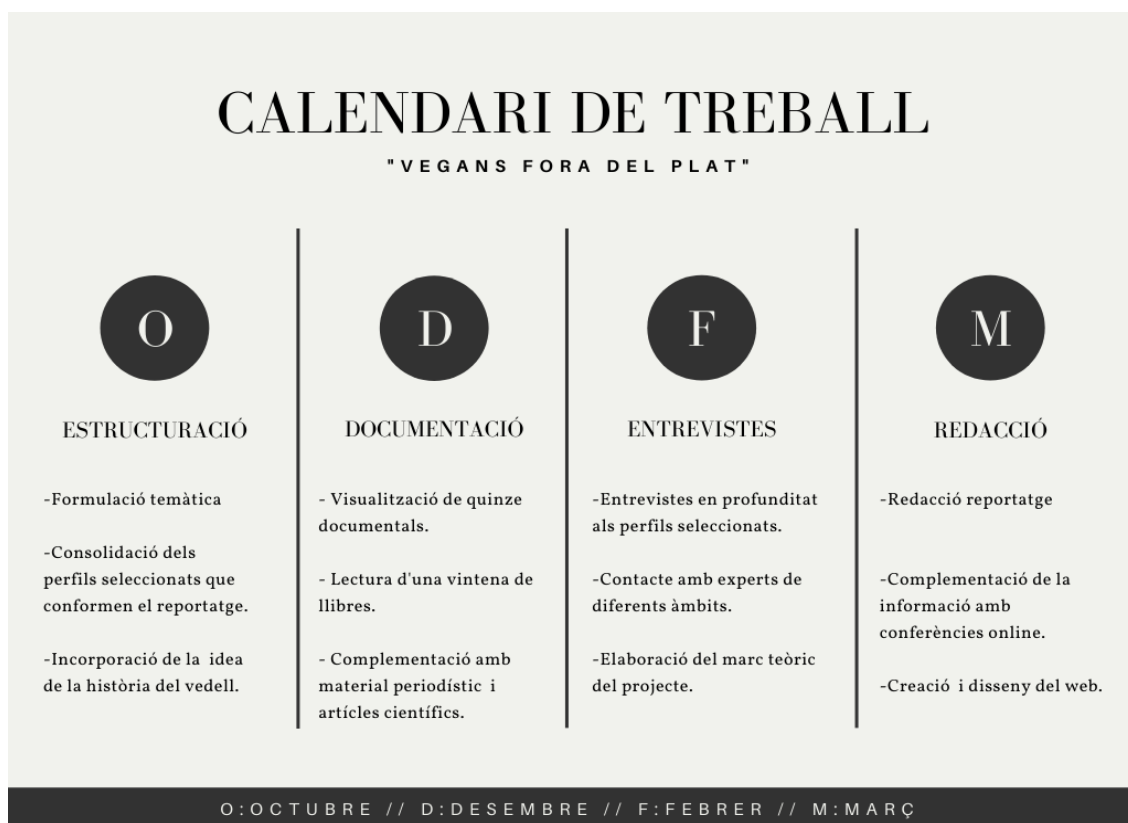 CALENDARI DE TREBALL
"VEGANS FORA DEL PLAT"
O
ESTRUCTURACIÓ
-Formulació temàtica
-Consolidació dels
perfils seleccionats que
conformen el reportatge.
-Incorporació de la  idea
de la història del vedell.
D
DOCUMENTACIÓ
- Visualització de quinze
documentals.
- Lectura d'una vintena de
llibres.
- Complementació amb
material periodístic  i
artícles científics.
F
ENTREVISTES
-Entrevistes en profunditat
als perfils seleccionats.
-Contacte amb experts de
diferents àmbits.
-Elaboració del marc teòric
del projecte.
M
REDACCIÓ
-Redacció reportatge
-Complementació de la
informació amb
conferències online.
-Creació  i disseny del web.
O:OCTUBRE // D:DESEMBRE // F:FEBRER // M:MARÇ